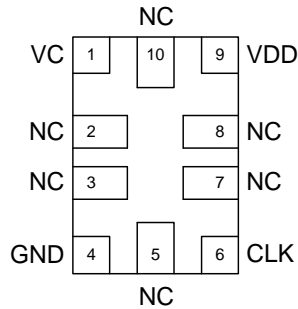 NC
VC 1 10 9 VDD
NC 2 8 NC
NC 3 7 NC
GND 4 5 6 CLK
NC